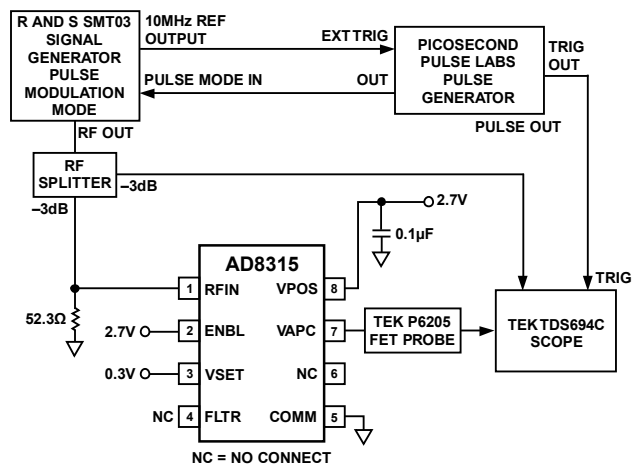 R AND S SMT03
SIGNAL
GENERATOR
PULSE
MODULATION
MODE
10MHz REF
OUTPUT
EXT TRIG
PULSE MODE IN
OUT
PICOSECOND
PULSE LABS
PULSE
GENERATOR
TRIG
OUT
PULSE OUT
RF OUT
RF
SPLITTER
–3dB
–3dB
2.7V
0.1µF
AD8315
1 RFIN
VPOS 8
52.3Ω
2.7V
2 ENBL
VAPC 7
TEK P6205
FET PROBE
TRIG
TEK TDS694C
SCOPE
0.3V
3 VSET
NC 6
NC
4 FLTR
COMM 5
NC = NO CONNECT